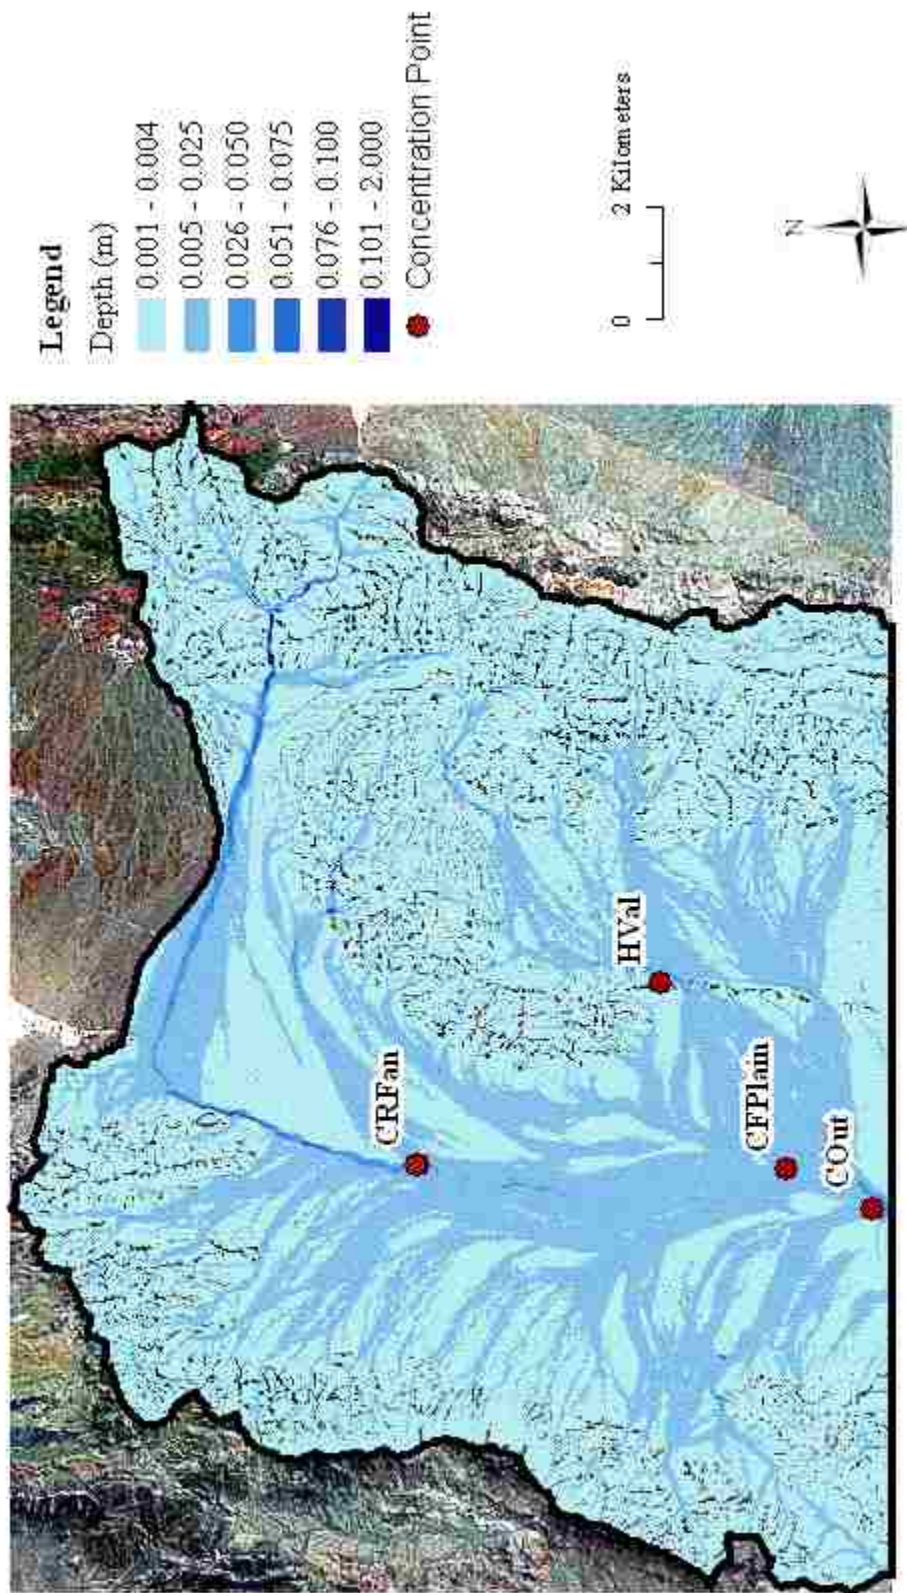 Legend
Depth (m)
0.001 - 0.004
0.005 - 0.025
0.026 - 0.050
0.051 - 0.075
0.076 - 0.100
0.101 - 2.000
Concentration Point
0 2 Kilometers
N
CRFan
HVal
CFPlain
COut